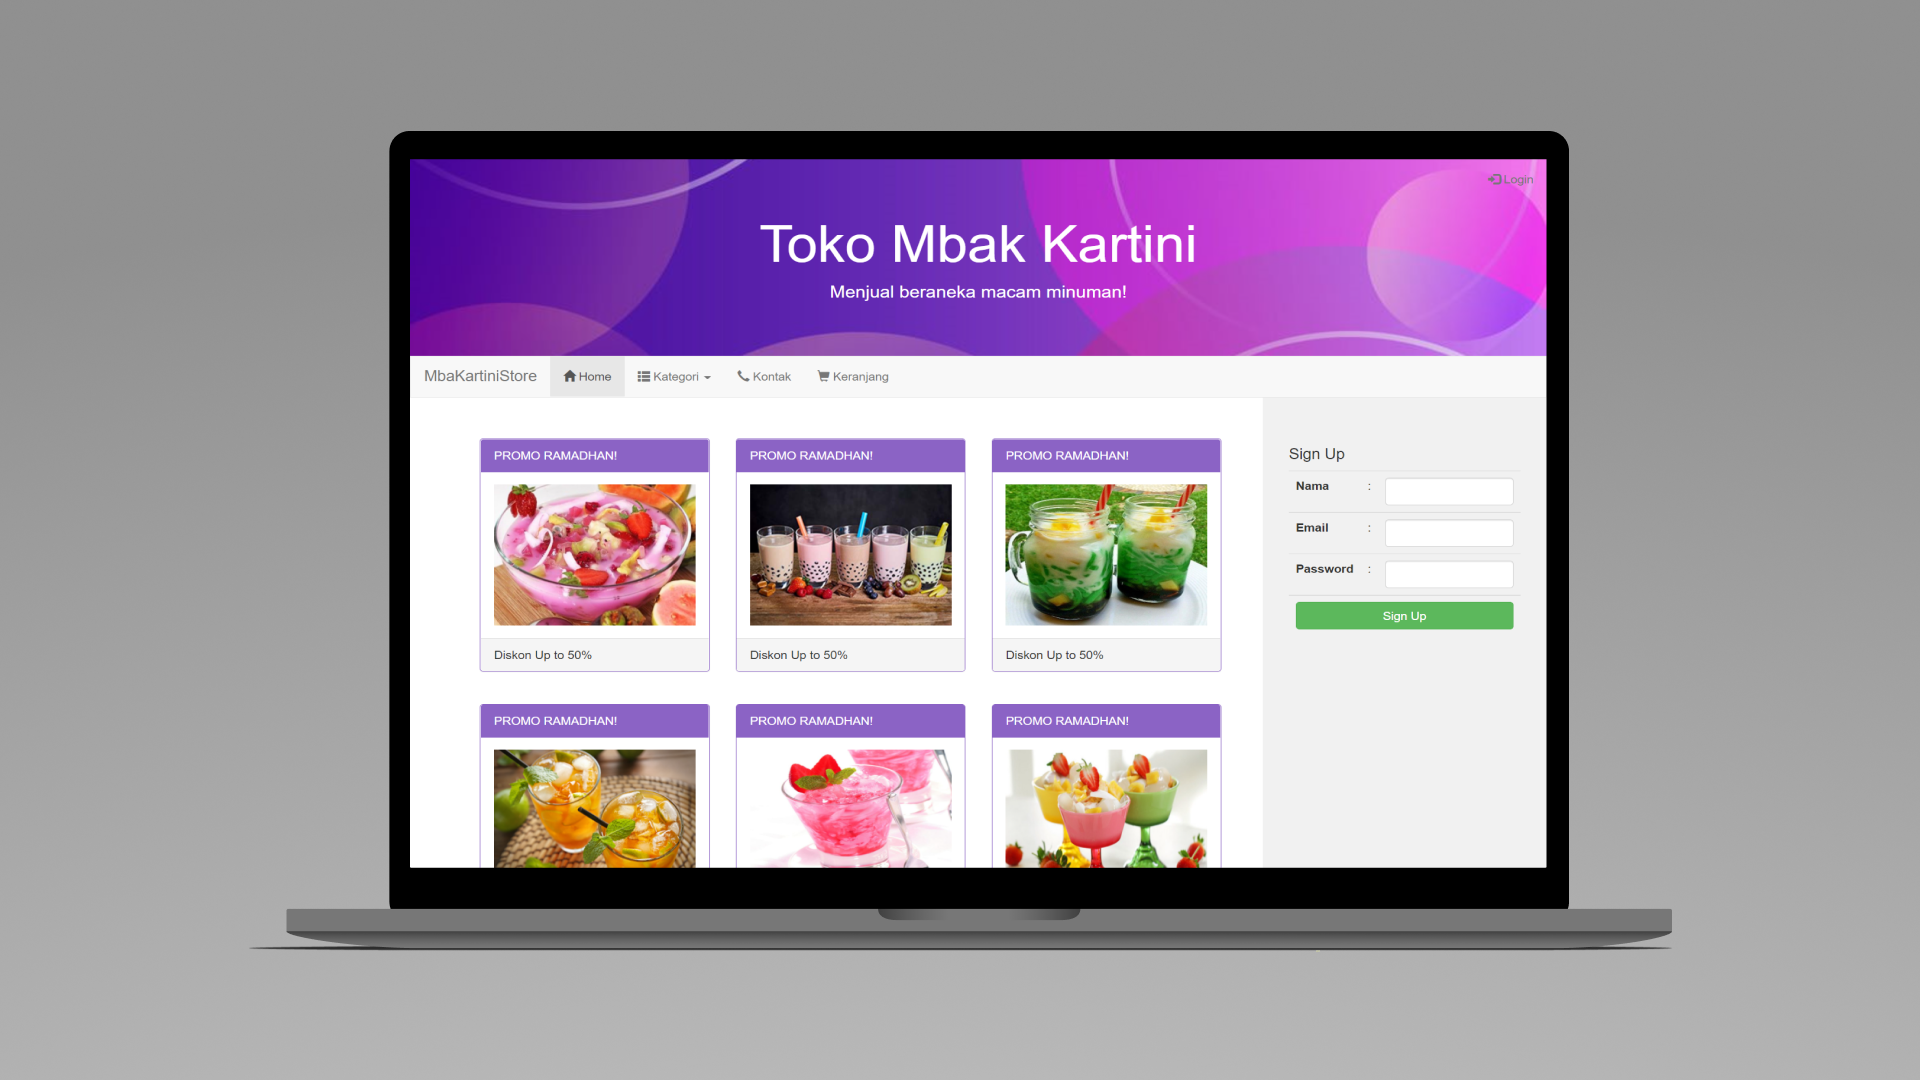 Login
Toko Mbak Kartini
Menjual beraneka macam minuman!
MbaKartiniStore Home Kategori Kontak Keranjang
PROMO RAMADHAN! PROMO RAMADHAN! PROMO RAMADHAN!
Diskon Up to 50% Diskon Up to 50% Diskon Up to 50%
PROMO RAMADHAN! PROMO RAMADHAN! PROMO RAMADHAN!
Sign Up
Nama :
Email :
Password :
Sign Up